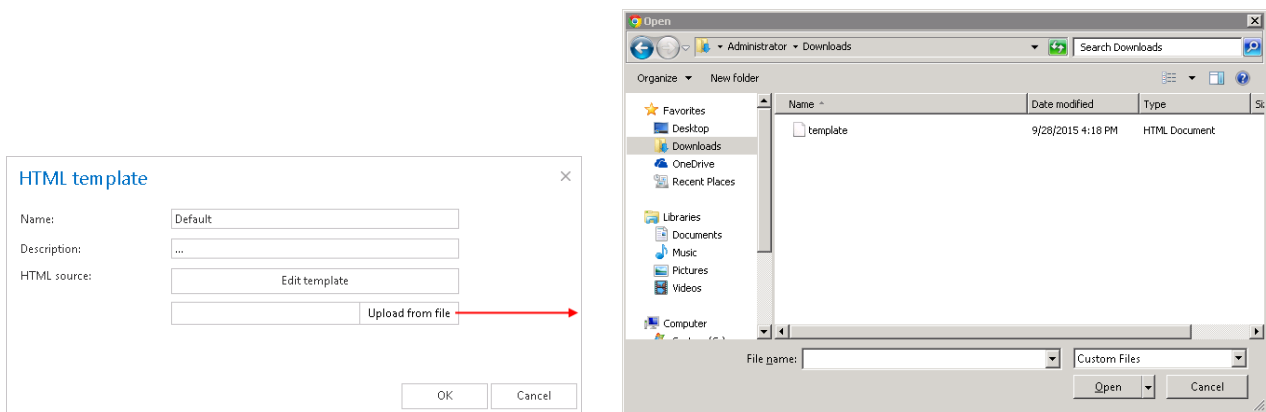 HTML template
Name:
Default
Description:
...
HTML source:
Edit template
Upload from file
OK
Cancel
Open
Administrator
Downloads
Search Downloads
Organize
New folder
Favorites
Desktop
Downloads
OneDrive
Recent Places
Libraries
Documents
Music
Pictures
Videos
Computer
Name
Date modified
Type
template
9/28/2015 4:18 PM
HTML Document
File name:
Custom Files
Open
Cancel